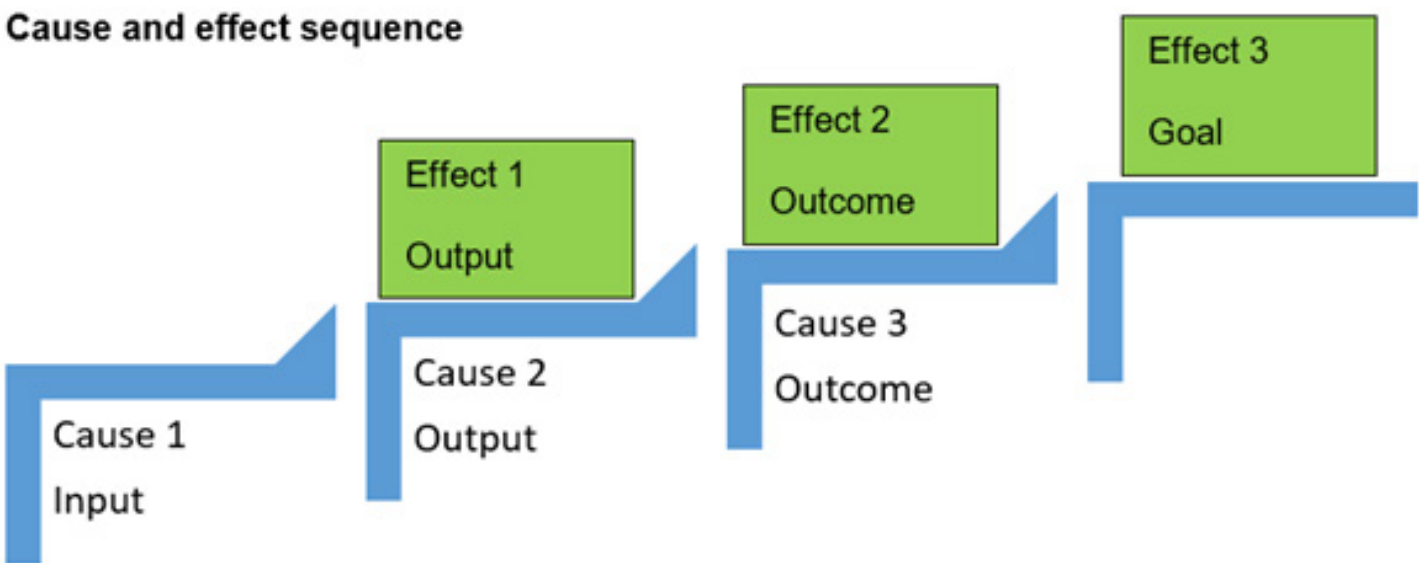 Cause and effect sequence
Effect 3
Goal
Effect 2
Outcome
Effect 1
Output
Cause 3
Outcome
Cause 2
Output
Cause 1
Input